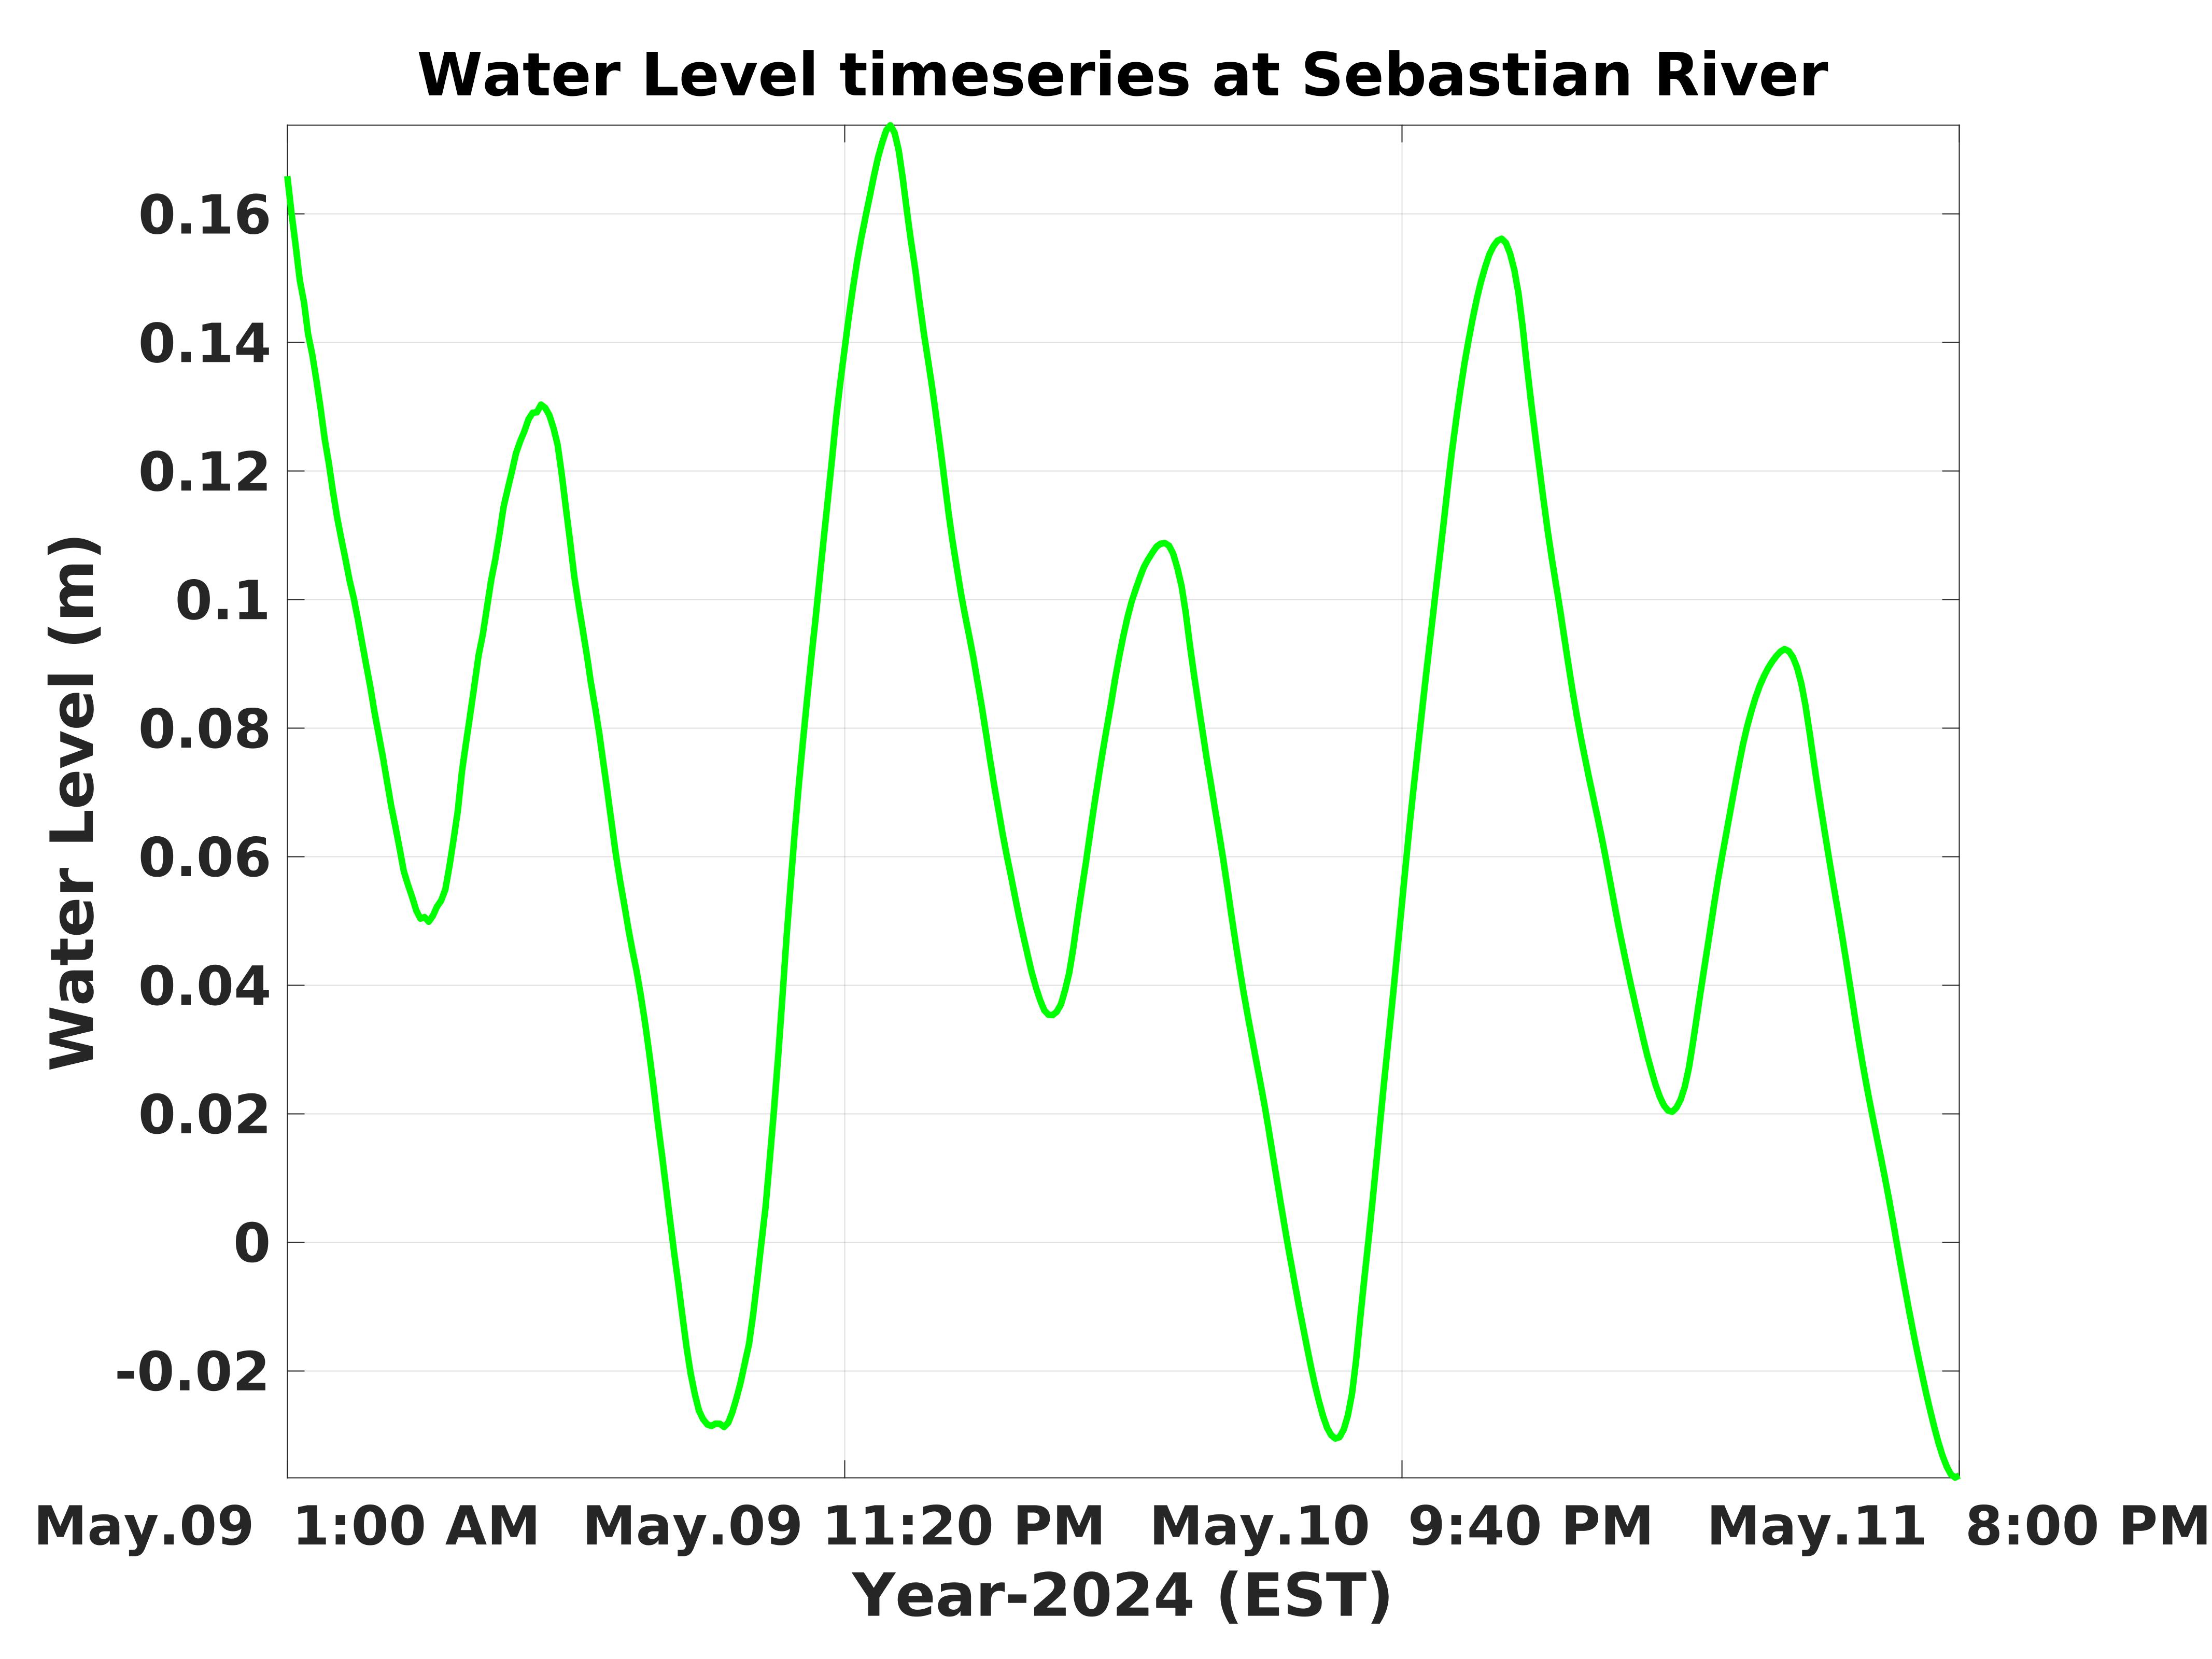 Water Level timeseries at Sebastian River
0.16
0.14
0.12
0.1
0.08
0.06
0.04
0.02
0
-0.02
Water Level (m)
May.09 1:00 AM May.09 11:20 PM May.10 9:40 PM May.11 8:00 PM
Year-2024 (EST)